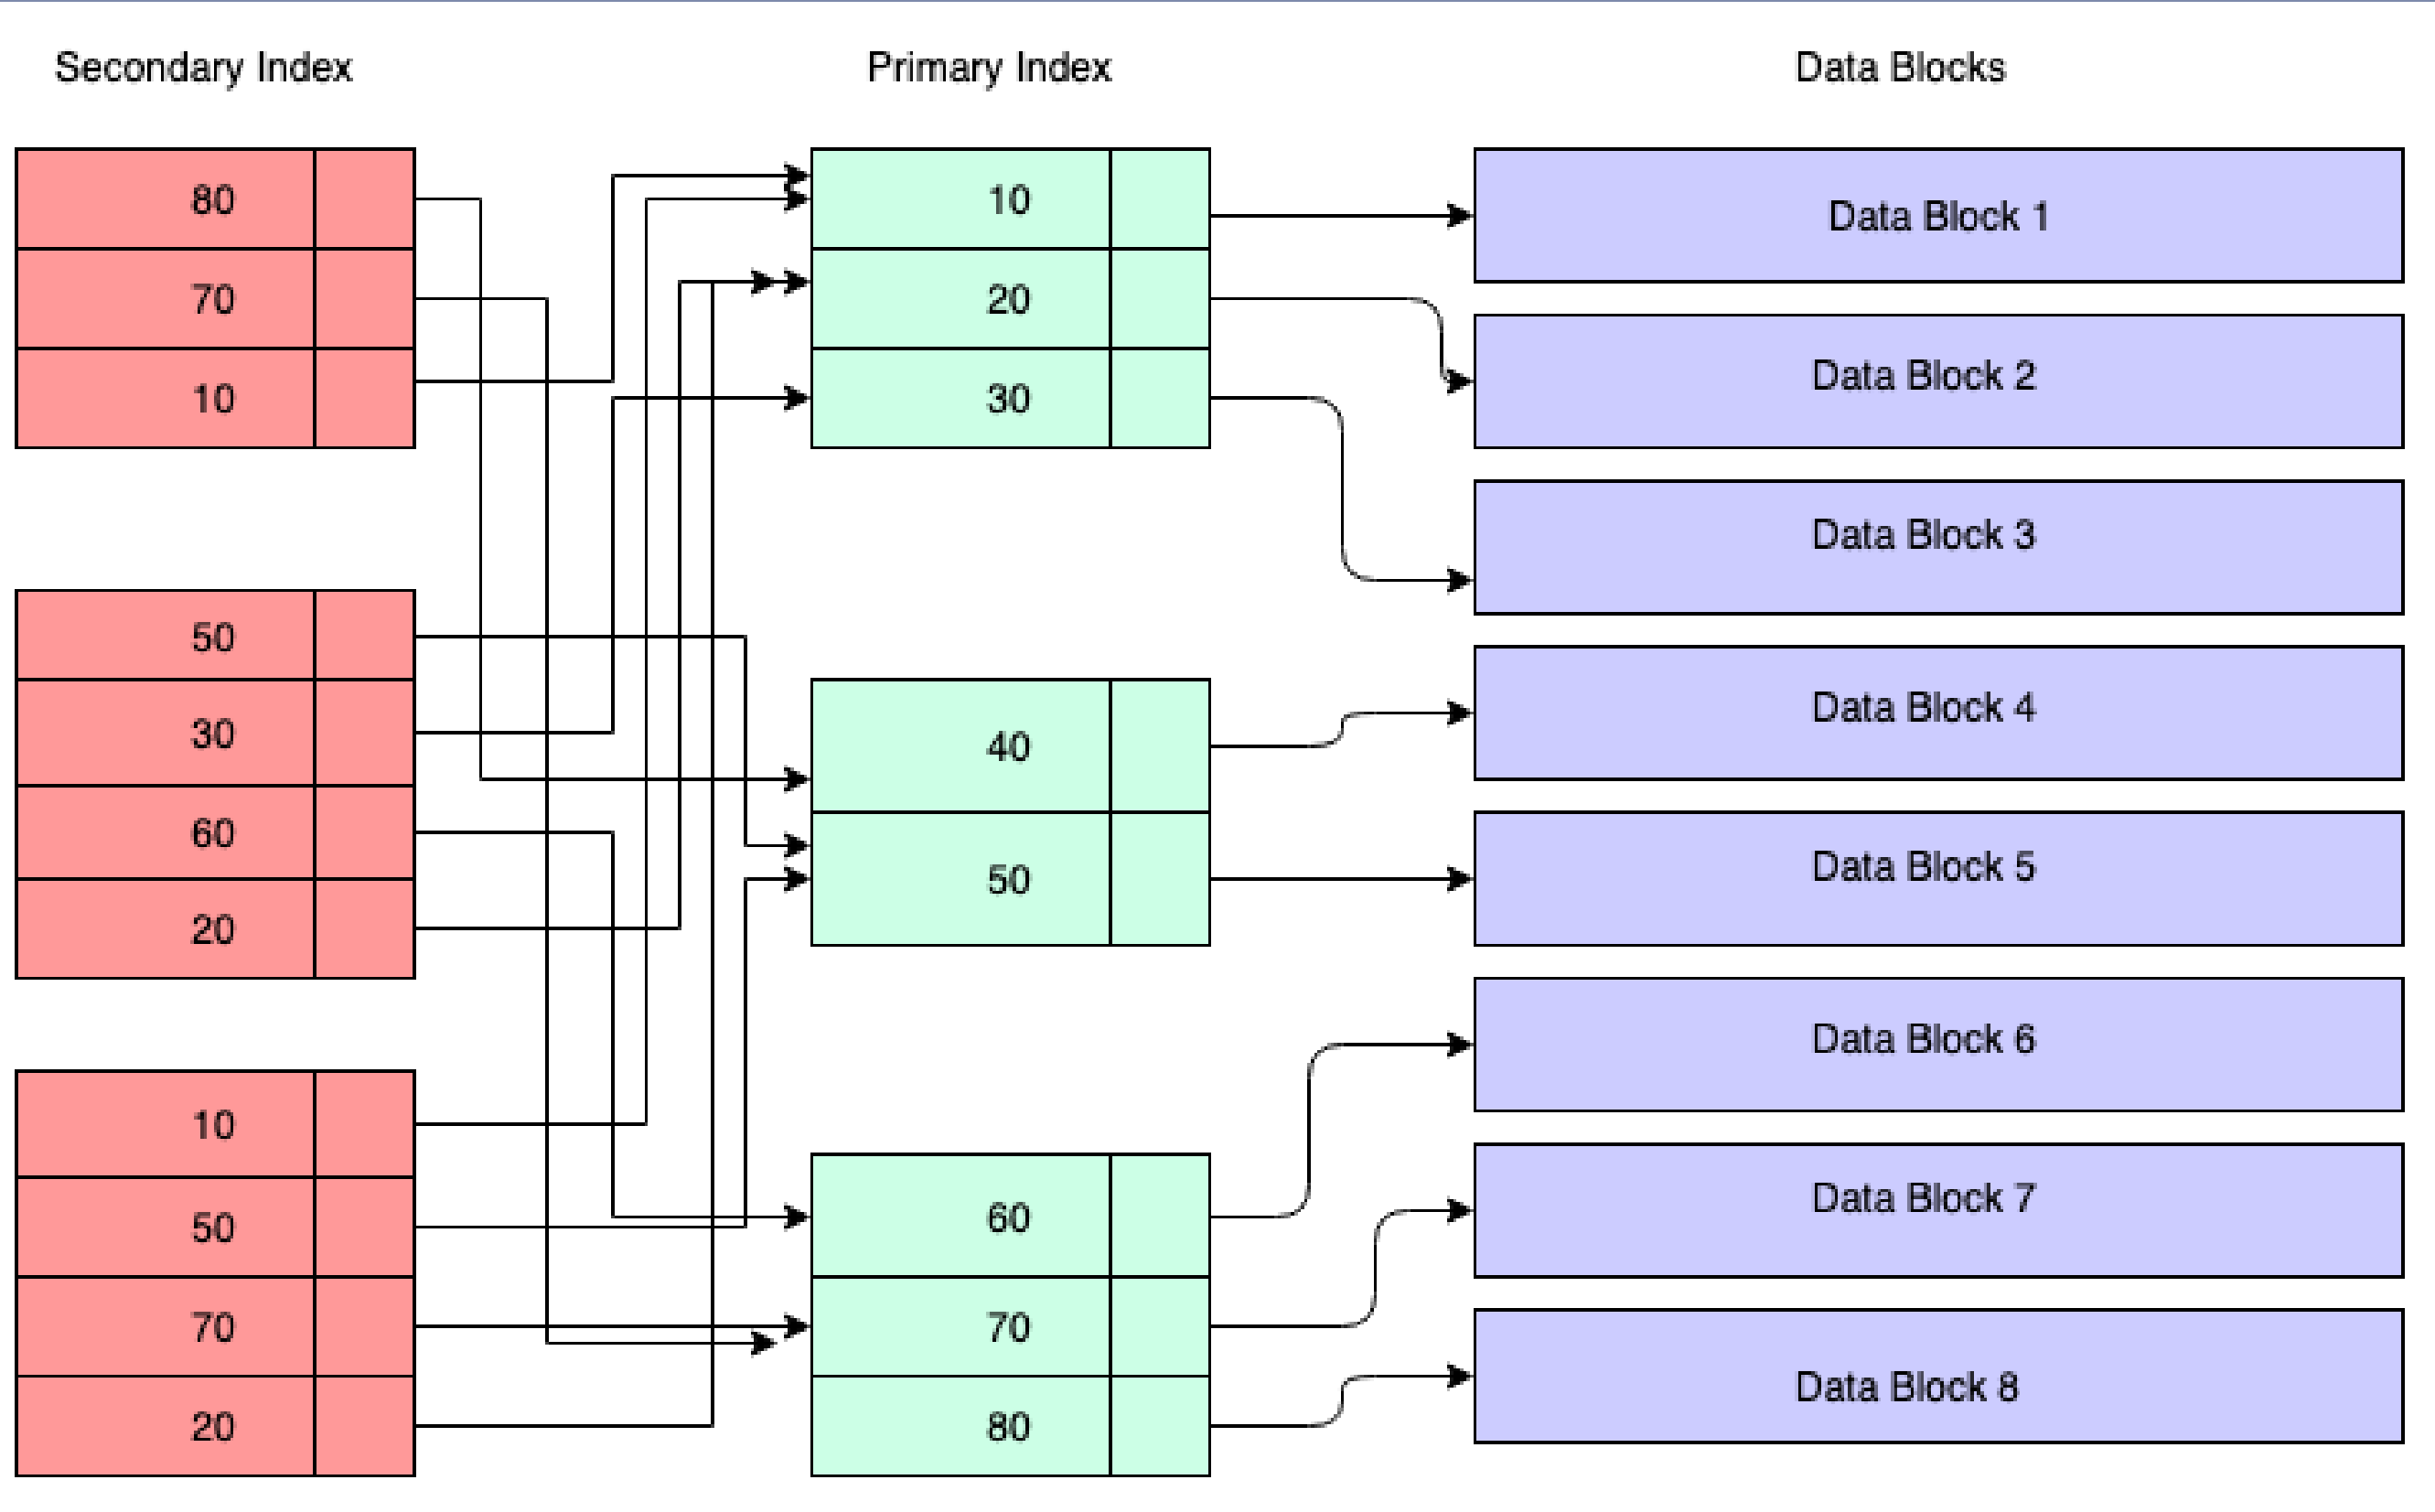 Secondary Index
80
70
10
50
30
60
20
10
50
70
20
Primary Index
10
20
30
40
50
60
70
80
Data Blocks
Data Block 1
Data Block 2
Data Block 3
Data Block 4
Data Block 5
Data Block 6
Data Block 7
Data Block 8